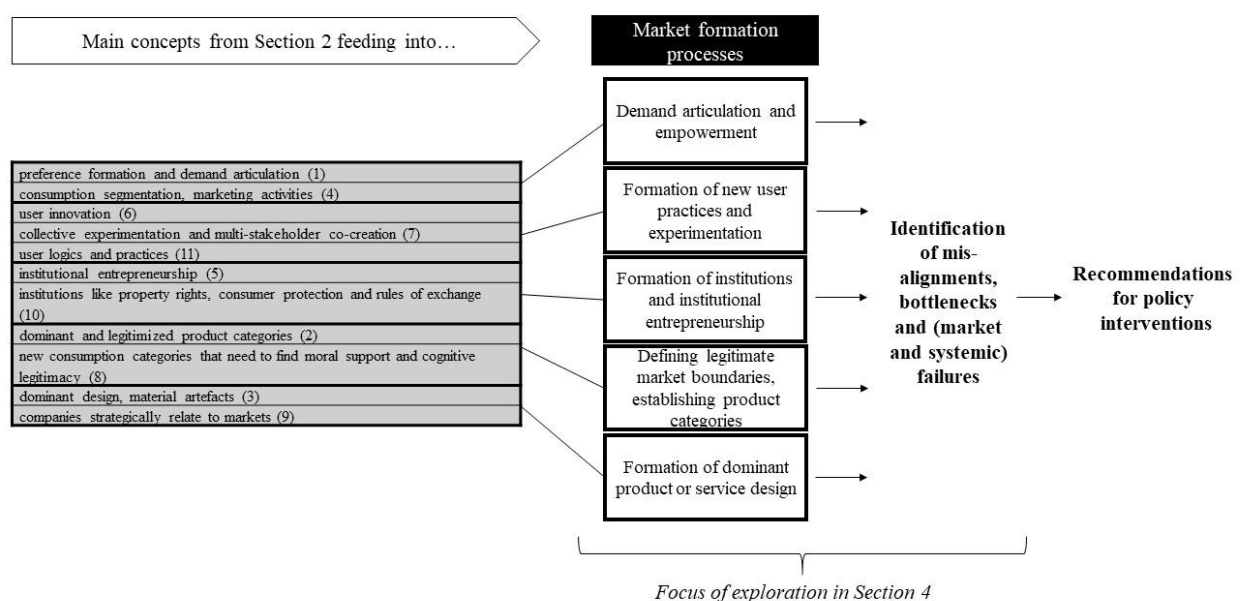 Main concepts from Section 2 feeding into…
Market formation
processes
preference formation and demand articulation (1)
consumption segmentation, marketing activities (4)
user innovation (6)
collective experimentation and multi-stakeholder co-creation (7)
user logics and practices (11)
institutional entrepreneurship (5)
institutions like property rights, consumer protection and rules of exchange
(10)
dominant and legitimized product categories (2)
new consumption categories that need to find moral support and cognitive
legitimacy (8)
dominant design, material artefacts (3)
companies strategically relate to markets (9)
Demand articulation and
empowerment
Formation of new user
practices and
experimentation
Formation of institutions
and institutional
entrepreneurship
Defining legitimate
market boundaries,
establishing product
categories
Formation of dominant
product or service design
Identification
of mis-
alignments,
bottlenecks
and (market
and systemic)
failures
Recommendations
for policy
interventions
Focus of exploration in Section 4